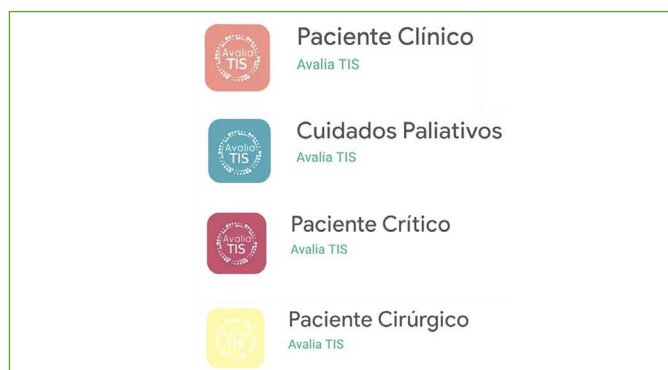 Avalia
TIS
Paciente Clínico
Avalia TIS
Avalia
TIS
Cuidados Paliativos
Avalia TIS
Avalia
TIS
Paciente Crítico
Avalia TIS
Avalia
TIS
Paciente Cirúrgico
Avalia TIS